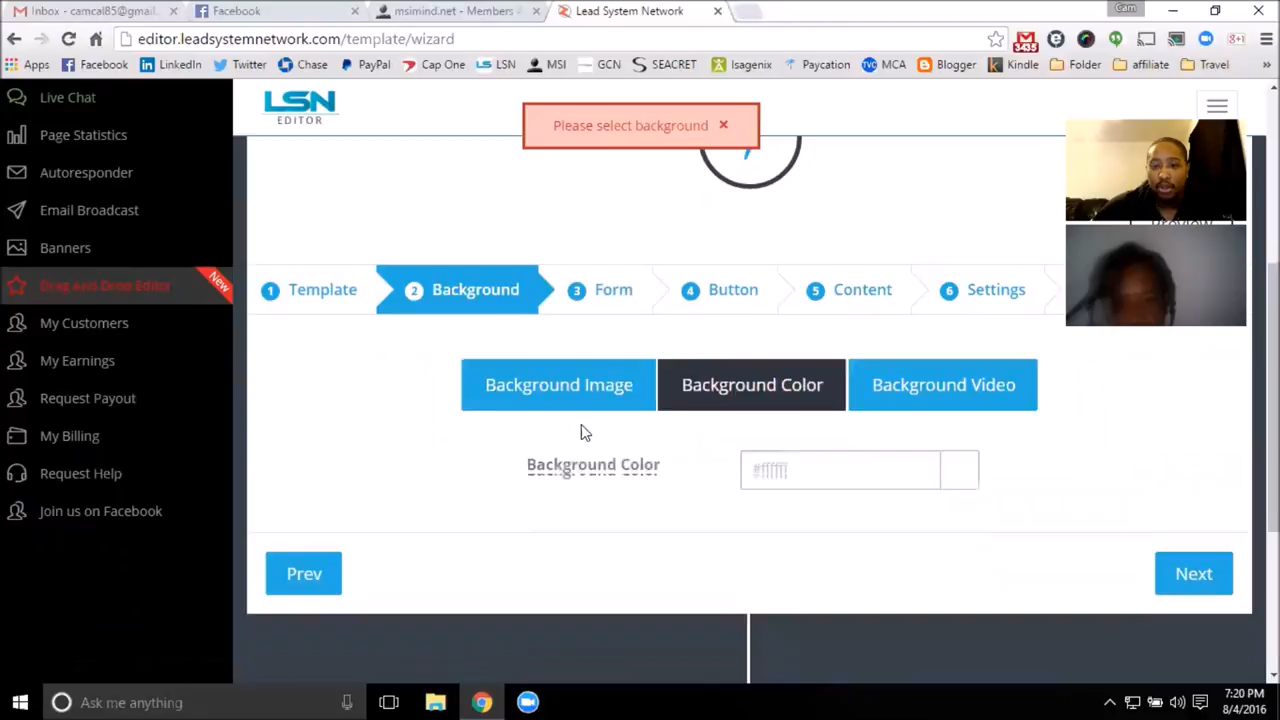 Inbox - camcal85@gmail.
Facebook
msimind.net - Members A
Lead System Network
Cam
editor.leadsystemnetwork.com/template/wizard
3435
Apps
Facebook
LinkedIn
Twitter
Chase
PayPal
Cap One
LSN
MSI
GCN
SEACRET
Isagenix
Paycation
TVC MCA
Blogger
Kindle
Folder
affiliate
Travel
Live Chat
Page Statistics
Autoresponder
Email Broadcast
Banners
Drag and Drop Editor
New
My Customers
My Earnings
Request Payout
My Billing
Request Help
Join us on Facebook
LSN
EDITOR
Please select background ×
Preview
1 Template
2 Background
3 Form
4 Button
5 Content
6 Settings
Background Image
Background Color
Background Video
Background Color
#ffffff
Prev
Next
Ask me anything
7:20 PM
8/4/2016